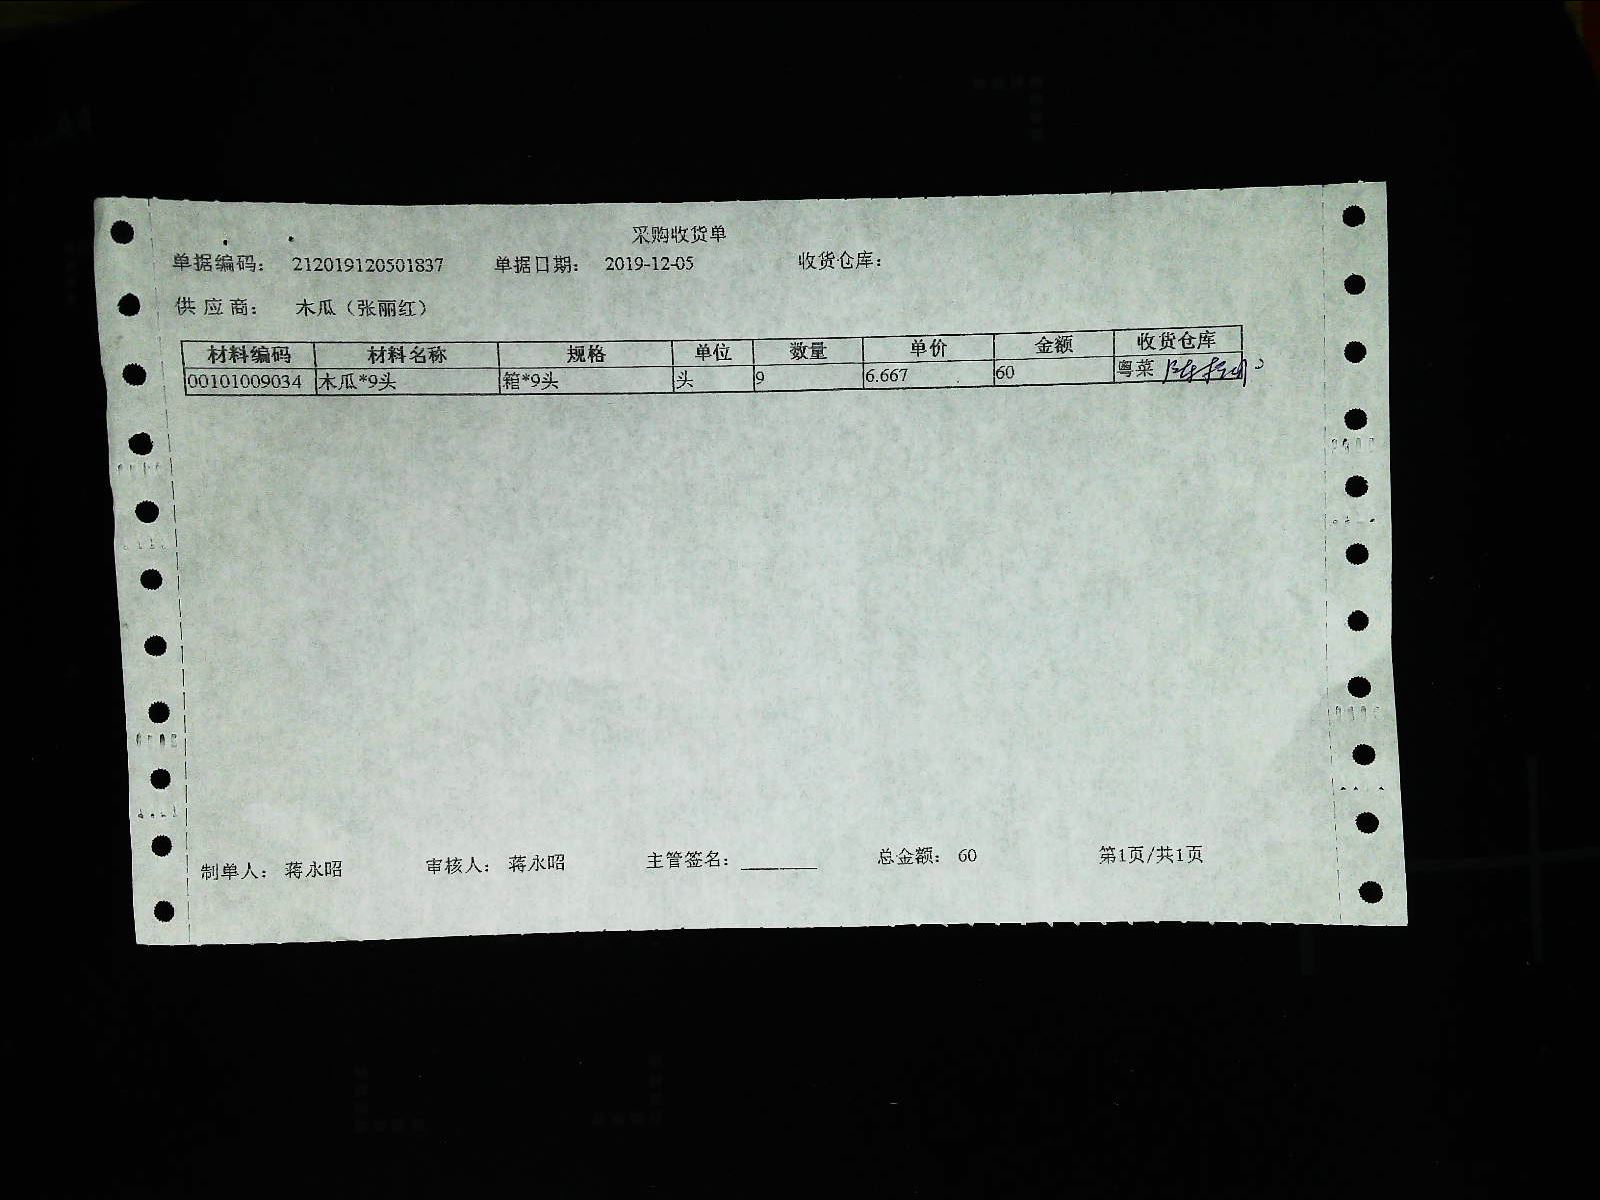 采购收货单
单据编码： 212019120501837 单据日期： 2019-12-05 收货仓库：
供 应 商： 木瓜（张丽红）
材料编码 材料名称 规格 单位 数量 单价 金额 收货仓库
00101009034 木瓜*9头 箱*9头 头 9 6.667 60 粤菜
制单人： 蒋永昭 审核人： 蒋永昭 主管签名：________ 总金额： 60 第1页/共1页